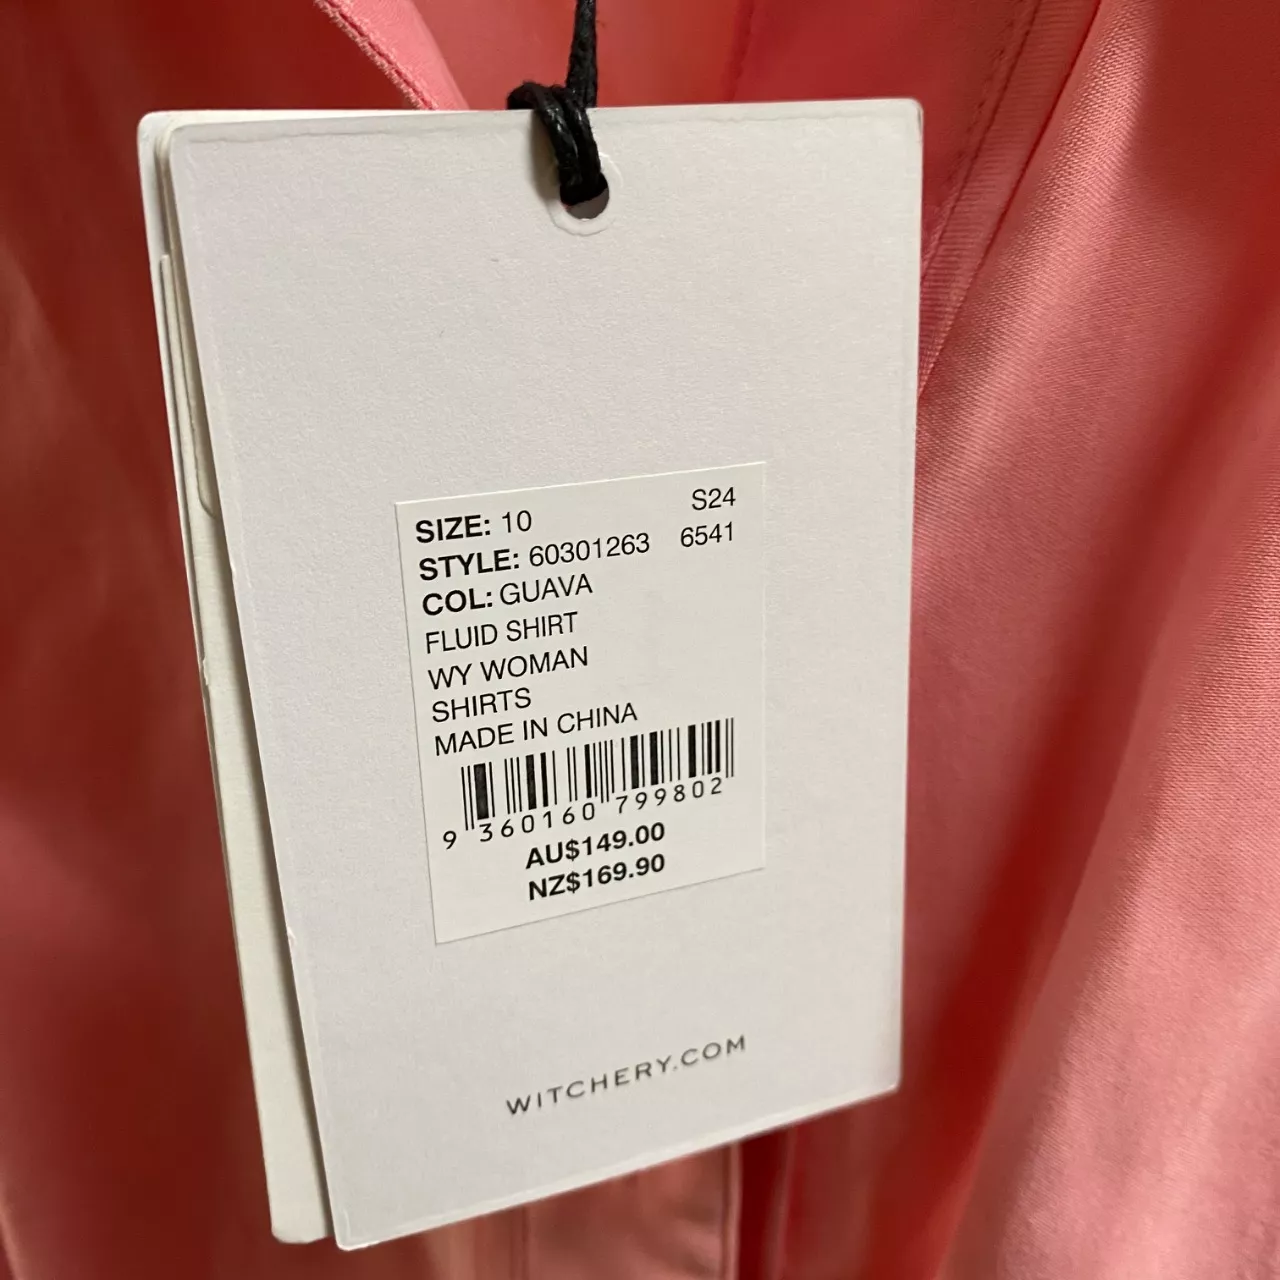 SIZE: 10 S24
STYLE: 60301263 6541
COL: GUAVA
FLUID SHIRT
WY WOMAN
SHIRTS
MADE IN CHINA
9 360160 799802
AU$149.00
NZ$169.90
WITCHERY.COM